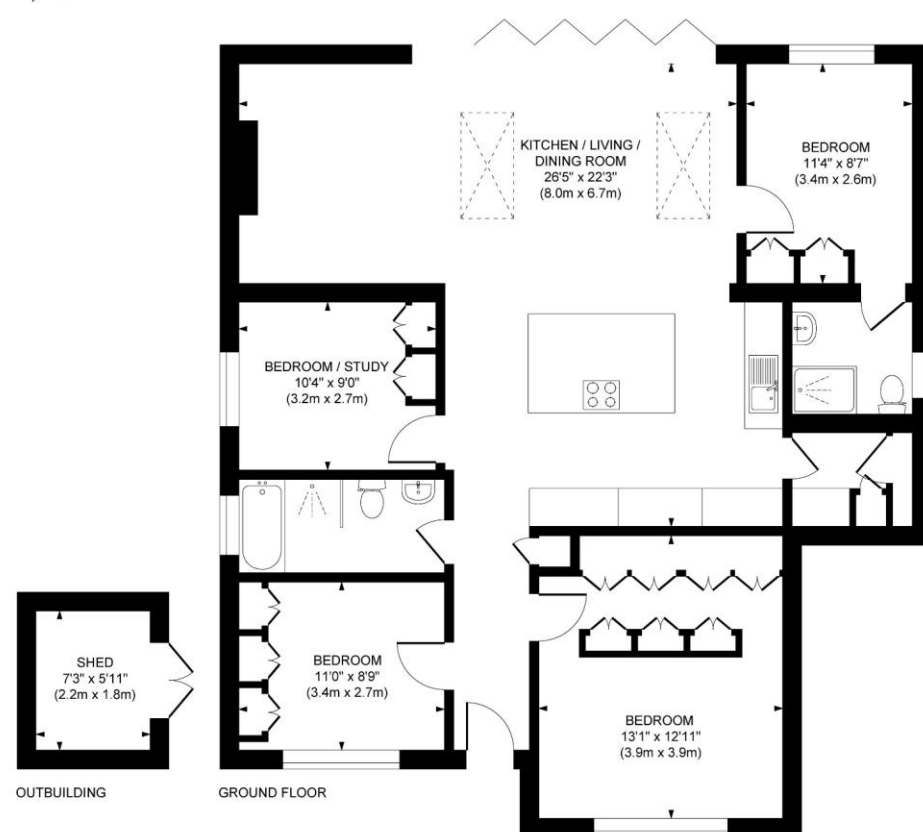 KITCHEN / LIVING /
DINING ROOM
26'5" x 22'3"
(8.0m x 6.7m)
BEDROOM
11'4" x 8'7"
(3.4m x 2.6m)
BEDROOM / STUDY
10'4" x 9'0"
(3.2m x 2.7m)
SHED
7'3" x 5'11"
(2.2m x 1.8m)
BEDROOM
11'0" x 8'9"
(3.4m x 2.7m)
BEDROOM
13'1" x 12'11"
(3.9m x 3.9m)
OUTBUILDING
GROUND FLOOR